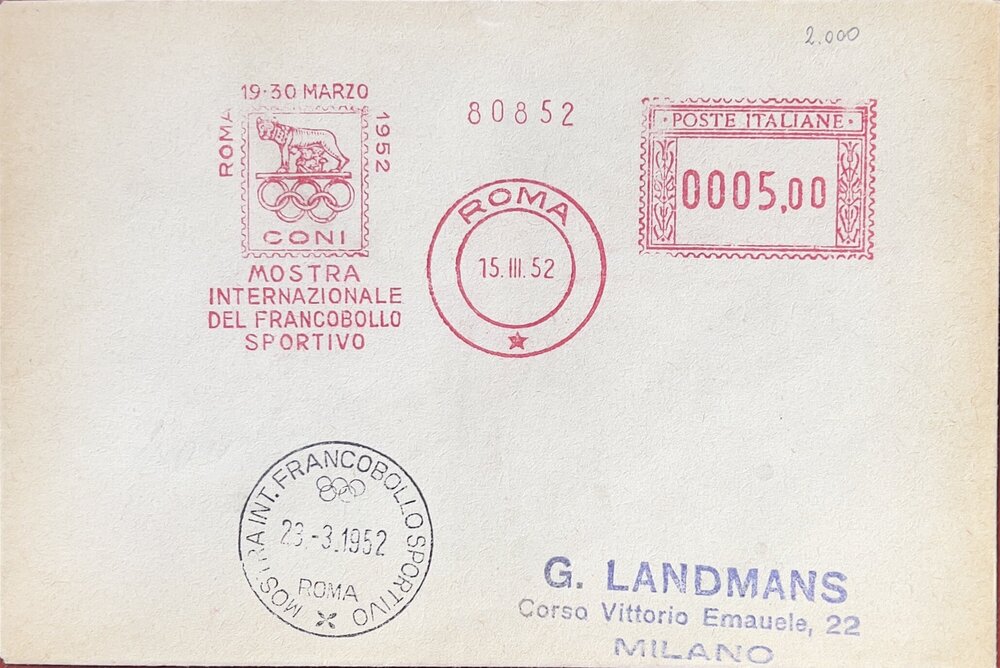 2.000
19·30 MARZO
ROMA
1952
CONI
MOSTRA
INTERNAZIONALE
DEL FRANCOBOLLO
SPORTIVO
80852
ROMA
15.III.52
· POSTE ITALIANE ·
0005,00
MOSTRA INT. FRANCOBOLLO SPORTIVO
23.-3.1952
ROMA
G. LANDMANS
Corso Vittorio Emauele, 22
MILANO